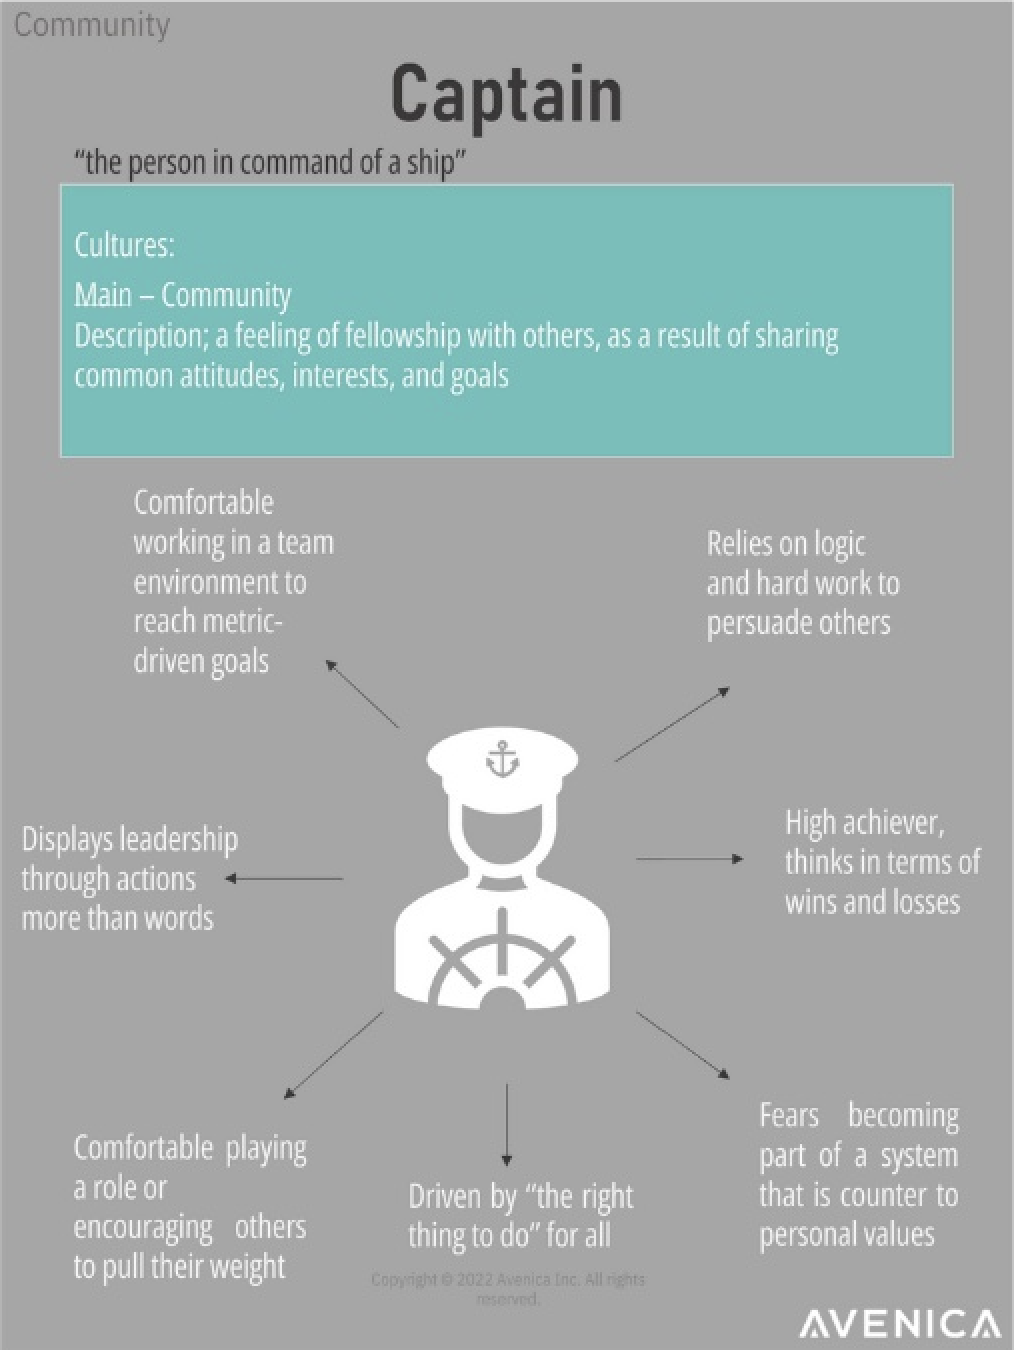 Community
Captain
“the person in command of a ship”
Cultures:
Main – Community
Description; a feeling of fellowship with others, as a result of sharing
common attitudes, interests, and goals
Comfortable
working in a team
environment to
reach metric-
driven goals
Relies on logic
and hard work to
persuade others
Displays leadership
through actions
more than words
High achiever,
thinks in terms of
wins and losses
Comfortable playing
a role or
encouraging others
to pull their weight
Driven by “the right
thing to do” for all
Fears becoming
part of a system
that is counter to
personal values
Copyright © 2022 Avenica Inc. All rights
reserved.
AVENICA